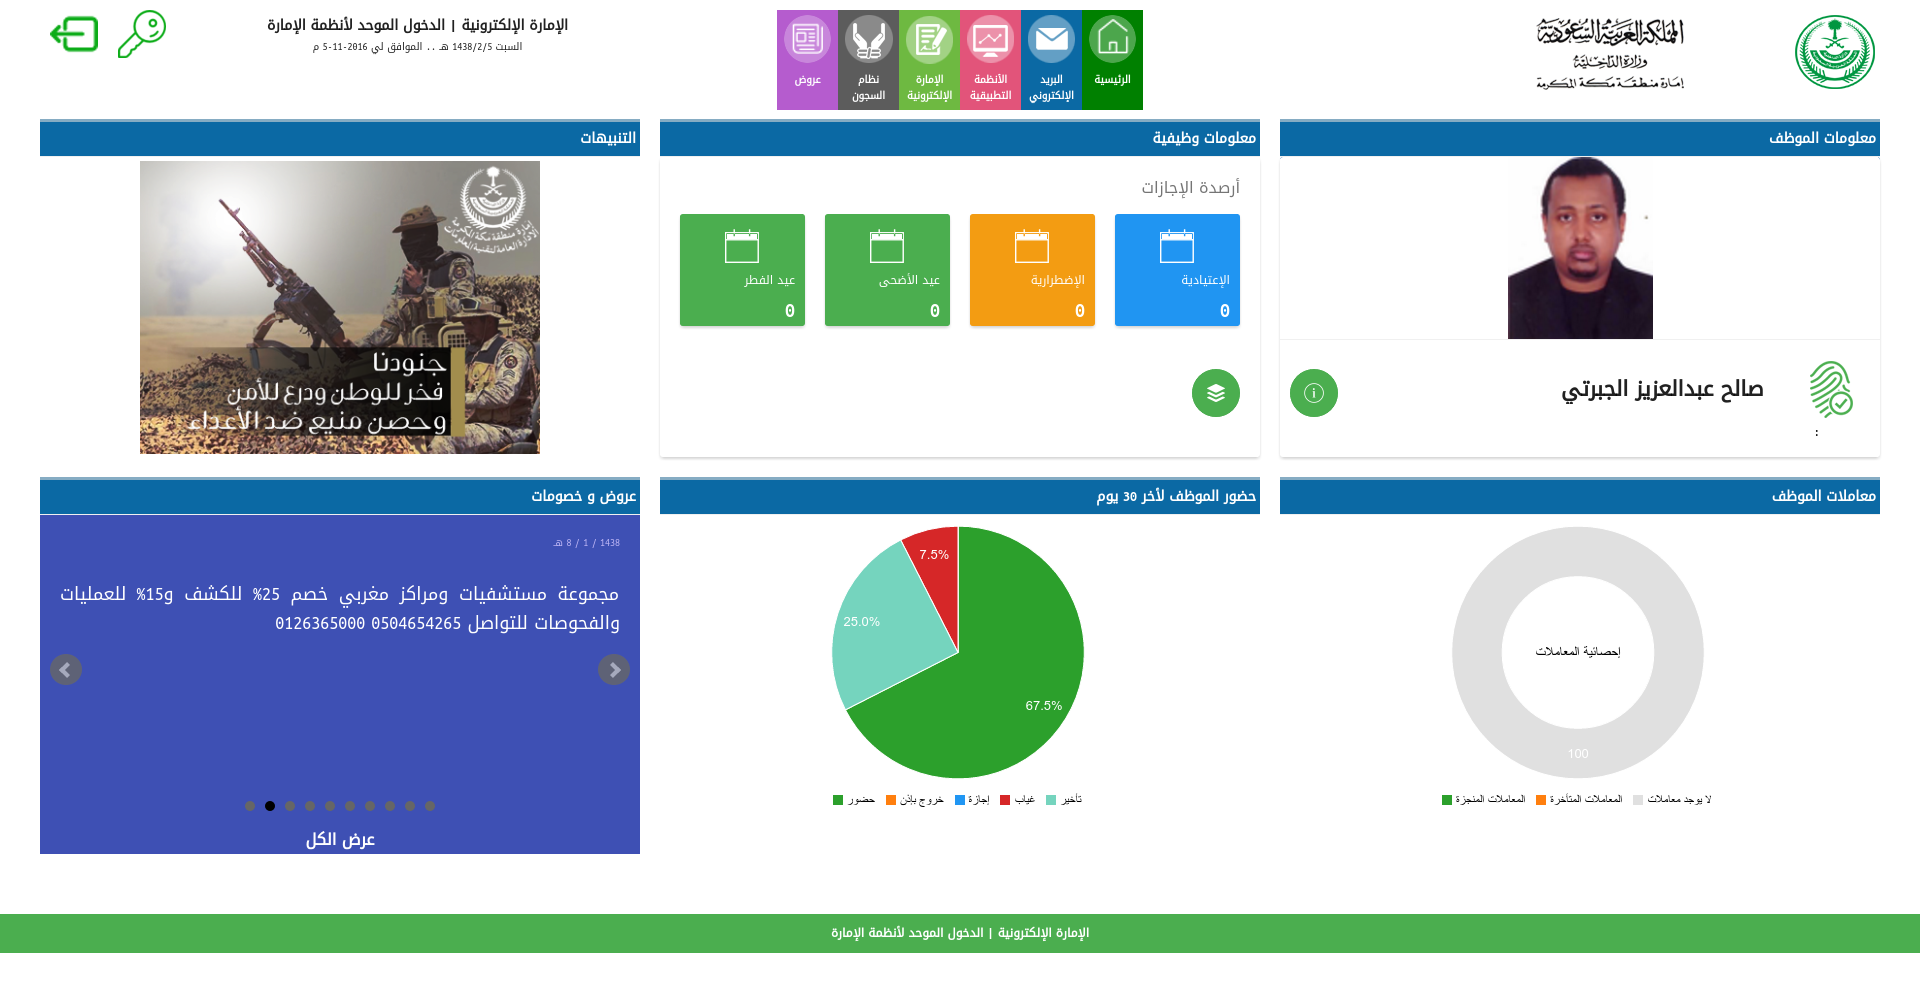 المملكة العربية السعودية
وزارة الداخلية
إمارة منطقة مكة المكرمة
الرئيسية
البريد الإلكتروني
الأنظمة التطبيقية
الإمارة الإلكترونية
نظام السجون
عروض
الإمارة الإلكترونية | الدخول الموحد لأنظمة الإمارة
السبت 1438/2/5 هـ .. الموافق لي 2016-11-5 م
معلومات الموظف
صالح عبدالعزيز الجبرتي
:
معلومات وظيفية
أرصدة الإجازات
الإعتيادية
0
الإضطرارية
0
عيد الأضحى
0
عيد الفطر
0
التنبيهات
إمارة منطقة مكة المكرمة
جنودنا
فخر للوطن ودرع للأمن
وحصن منيع ضد الأعداء
معاملات الموظف
إحصائية المعاملات
100
لا يوجد معاملات
المعاملات المتأخرة
المعاملات المنجزة
حضور الموظف لأخر 30 يوم
7.5%
25.0%
67.5%
تأخير
غياب
إجازة
خروج بإذن
حضور
عروض و خصومات
1438 / 1 / 8 هـ
مجموعة مستشفيات ومراكز مغربي خصم 25% للكشف و15% للعمليات
والفحوصات للتواصل 0504654265 0126365000
عرض الكل
الإمارة الإلكترونية | الدخول الموحد لأنظمة الإمارة